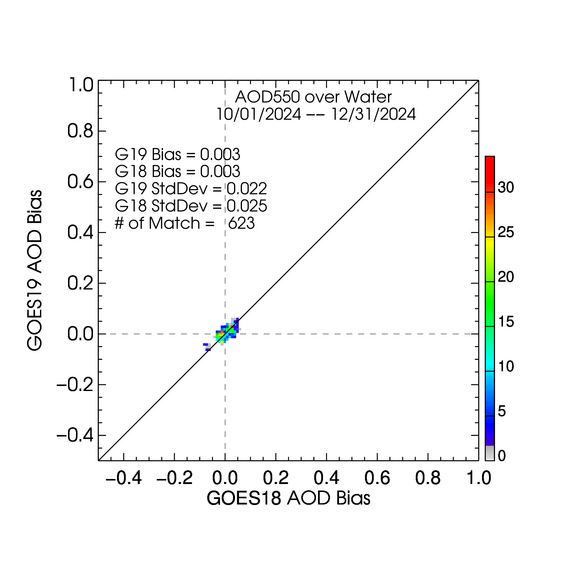 AOD550 over Water
10/01/2024 -- 12/31/2024
G19 Bias = 0.003
G18 Bias = 0.003
G19 StdDev = 0.022
G18 StdDev = 0.025
# of Match = 623
GOES19 AOD Bias
1.0
0.8
0.6
0.4
0.2
0.0
-0.2
-0.4
-0.4 -0.2 0.0 0.2 0.4 0.6 0.8 1.0
GOES18 AOD Bias
30
25
20
15
10
5
0